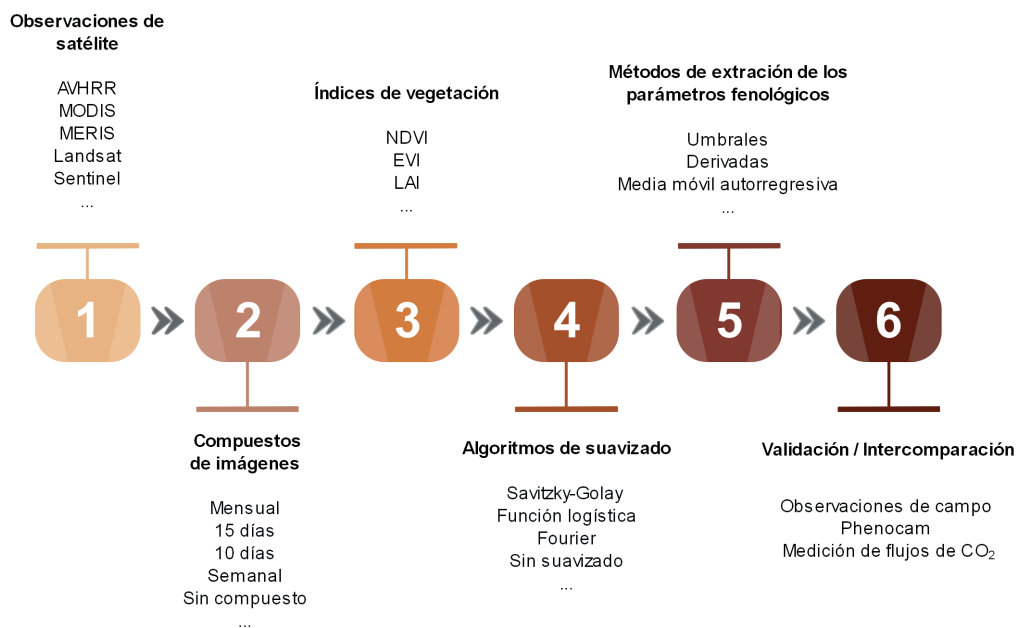 Observaciones de
satélite
AVHRR
MODIS
MERIS
Landsat
Sentinel
...
1
2
Compuestos
de imágenes
Mensual
15 días
10 días
Semanal
Sin compuesto
...
Índices de vegetación
NDVI
EVI
LAI
...
3
4
Algoritmos de suavizado
Savitzky-Golay
Función logística
Fourier
Sin suavizado
...
Métodos de extracción de los
parámetros fenológicos
Umbrales
Derivadas
Media móvil autorregresiva
...
5
6
Validación / Intercomparación
Observaciones de campo
Phenocam
Medición de flujos de CO₂